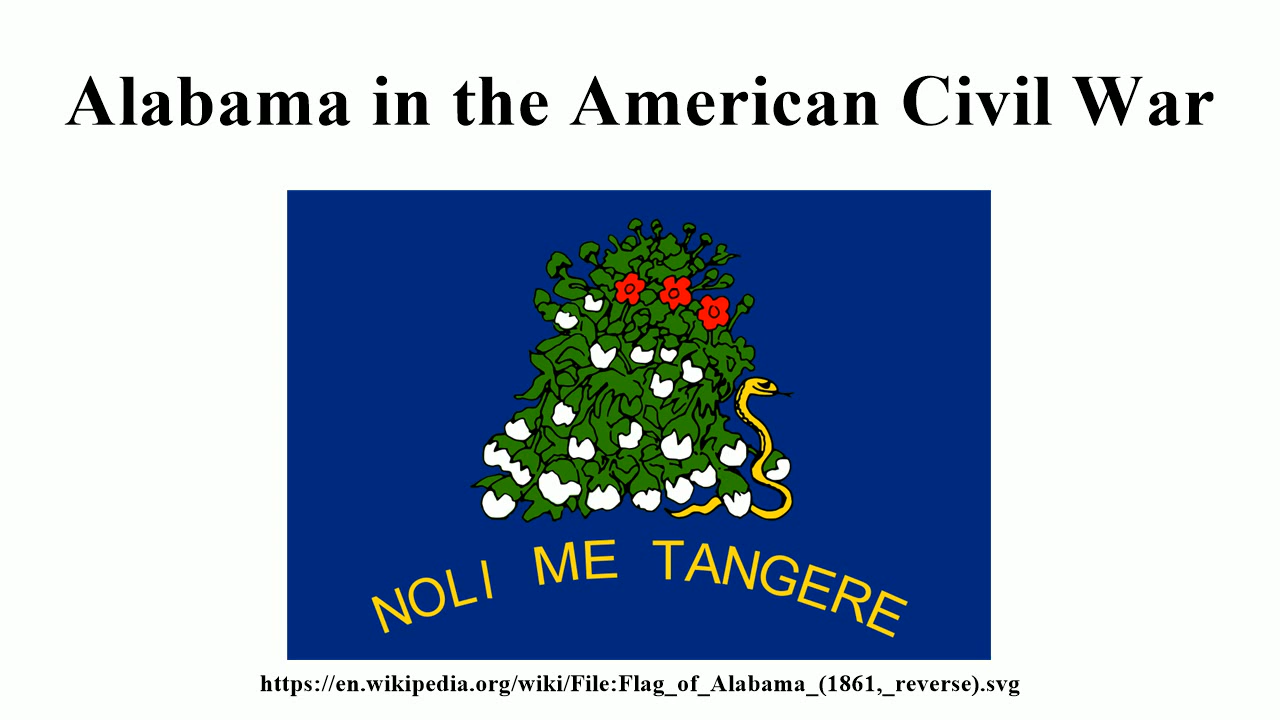 Alabama in the American Civil War
NOLI ME TANGERE
https://en.wikipedia.org/wiki/File:Flag_of_Alabama_(1861,_reverse).svg